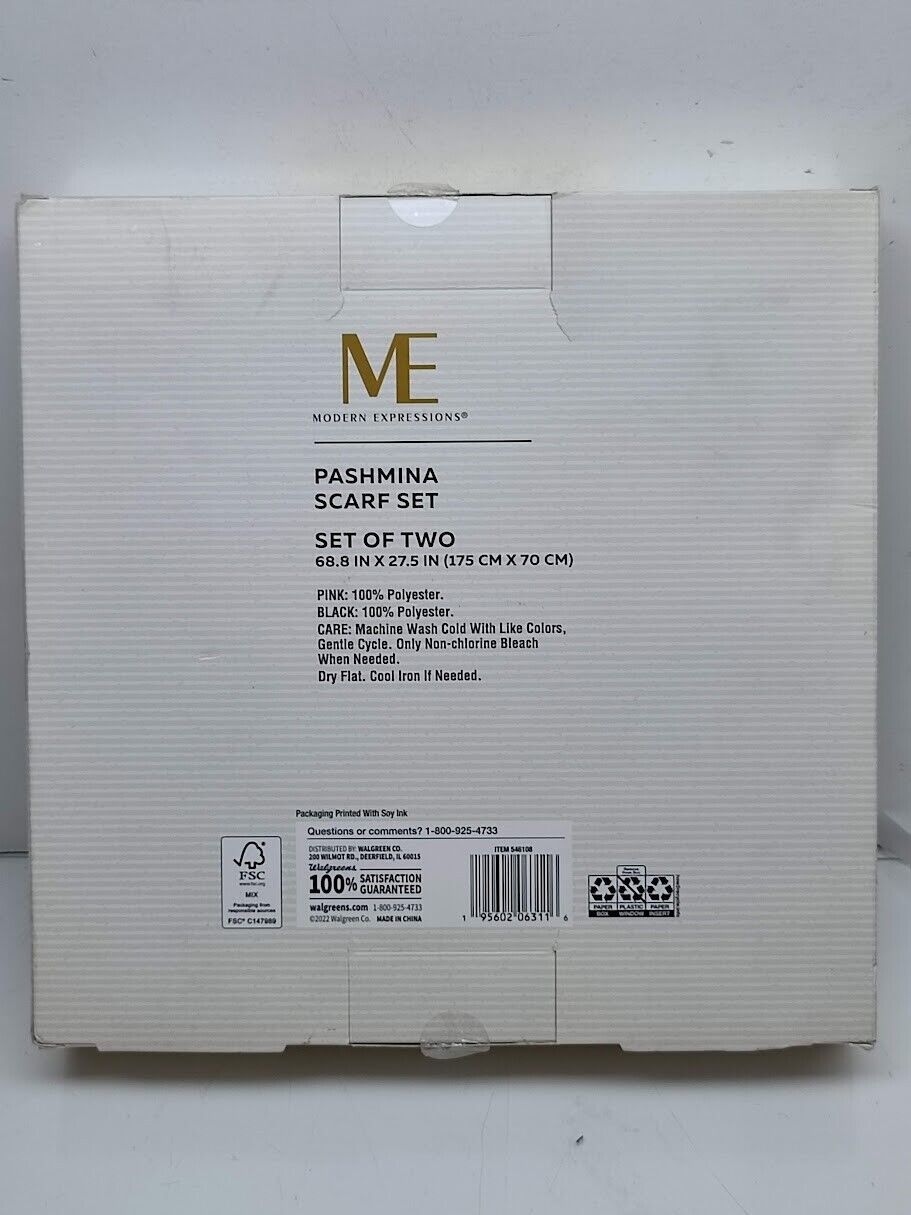 ME
MODERN EXPRESSIONS®
PASHMINA
SCARF SET
SET OF TWO
68.8 IN X 27.5 IN (175 CM X 70 CM)
PINK: 100% Polyester.
BLACK: 100% Polyester.
CARE: Machine Wash Cold With Like Colors,
Gentle Cycle. Only Non-chlorine Bleach
When Needed.
Dry Flat. Cool Iron If Needed.
Packaging Printed With Soy Ink
Questions or comments? 1-800-925-4733
DISTRIBUTED BY: WALGREEN CO.
200 WILMOT RD., DEERFIELD, IL 60015
Walgreens
100% SATISFACTION
GUARANTEED
walgreens.com 1-800-925-4733
©2022 Walgreen Co. MADE IN CHINA
ITEM 546108
1 95602 06311 6
FSC
www.fsc.org
MIX
Packaging from
responsible sources
FSC® C147989
PAPER PLASTIC PAPER
BOX WINDOW INSERT